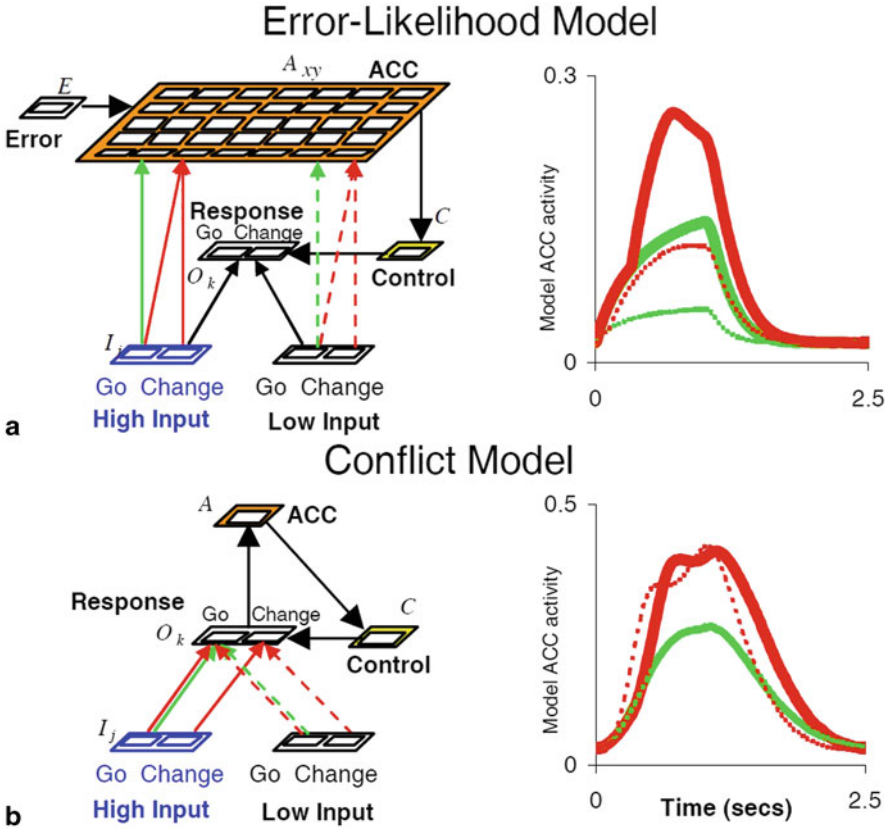 Error-Likelihood Model
A xy
ACC
E
Error
Response
Go Change
O k
C
Control
I j
Go Change
Go Change
High Input
Low Input
a
0.3
Model ACC activity
0
0
2.5
Conflict Model
A
ACC
Response
Go
Change
O k
C
Control
I j
Go Change
Go Change
High Input
Low Input
b
0.5
Model ACC activity
0
0
Time (secs)
2.5